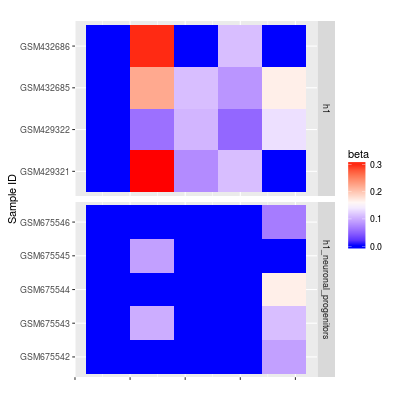 GSM432686
GSM432685
GSM429322
GSM429321
h1
GSM675546
GSM675545
GSM675544
GSM675543
GSM675542
h1_neuronal_progenitors
Sample ID
beta
0.3
0.2
0.1
0.0